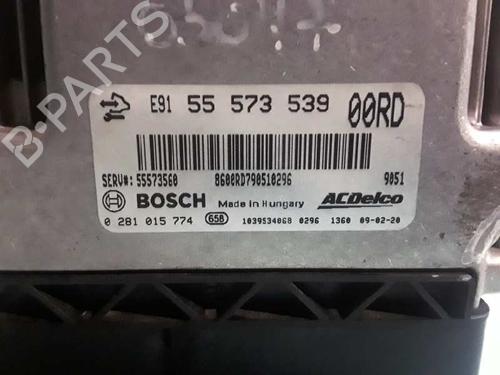 B-PARTS
E91 55 573 539 00RD
SERV#: 55573560 8600RD790510296 9051
BOSCH Made in Hungary ACDelco
0 281 015 774 658 1039S34068 0296 1360 09-02-20